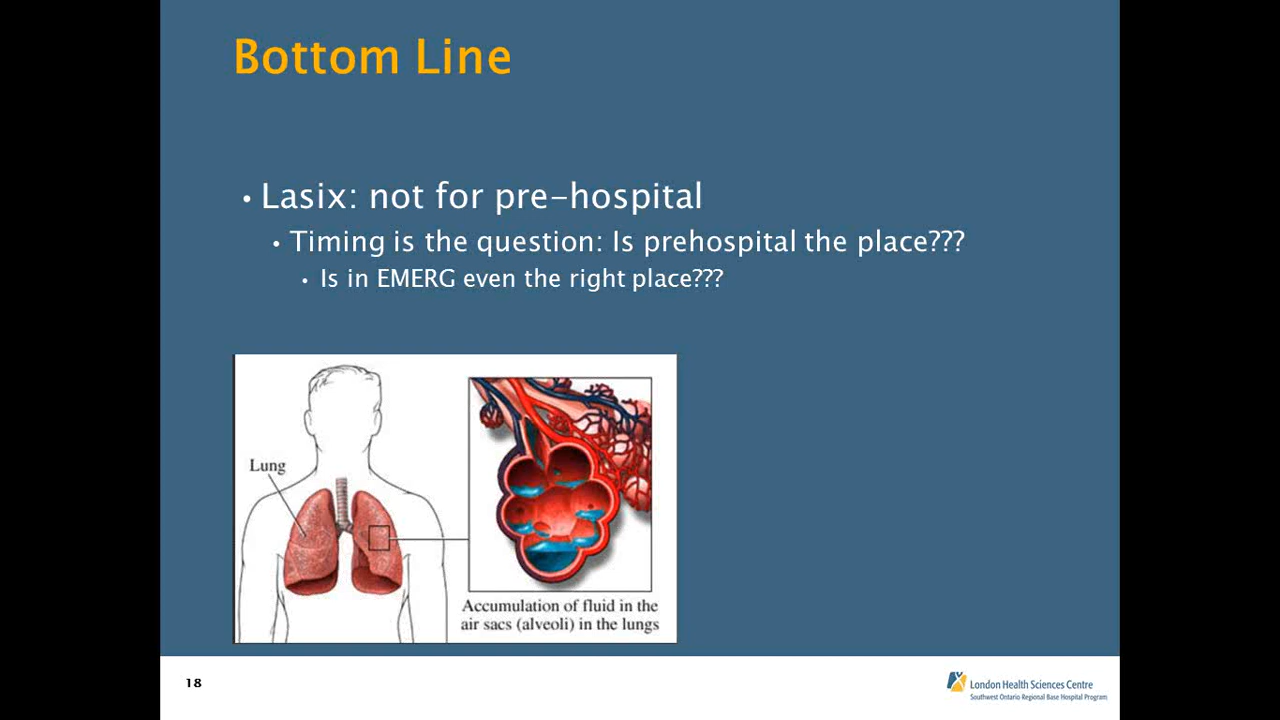 Bottom Line
• Lasix: not for pre-hospital
• Timing is the question: Is prehospital the place???
• Is in EMERG even the right place???
Lung
Accumulation of fluid in the
air sacs (alveoli) in the lungs
18
London Health Sciences Centre
Southwest Ontario Regional Base Hospital Program